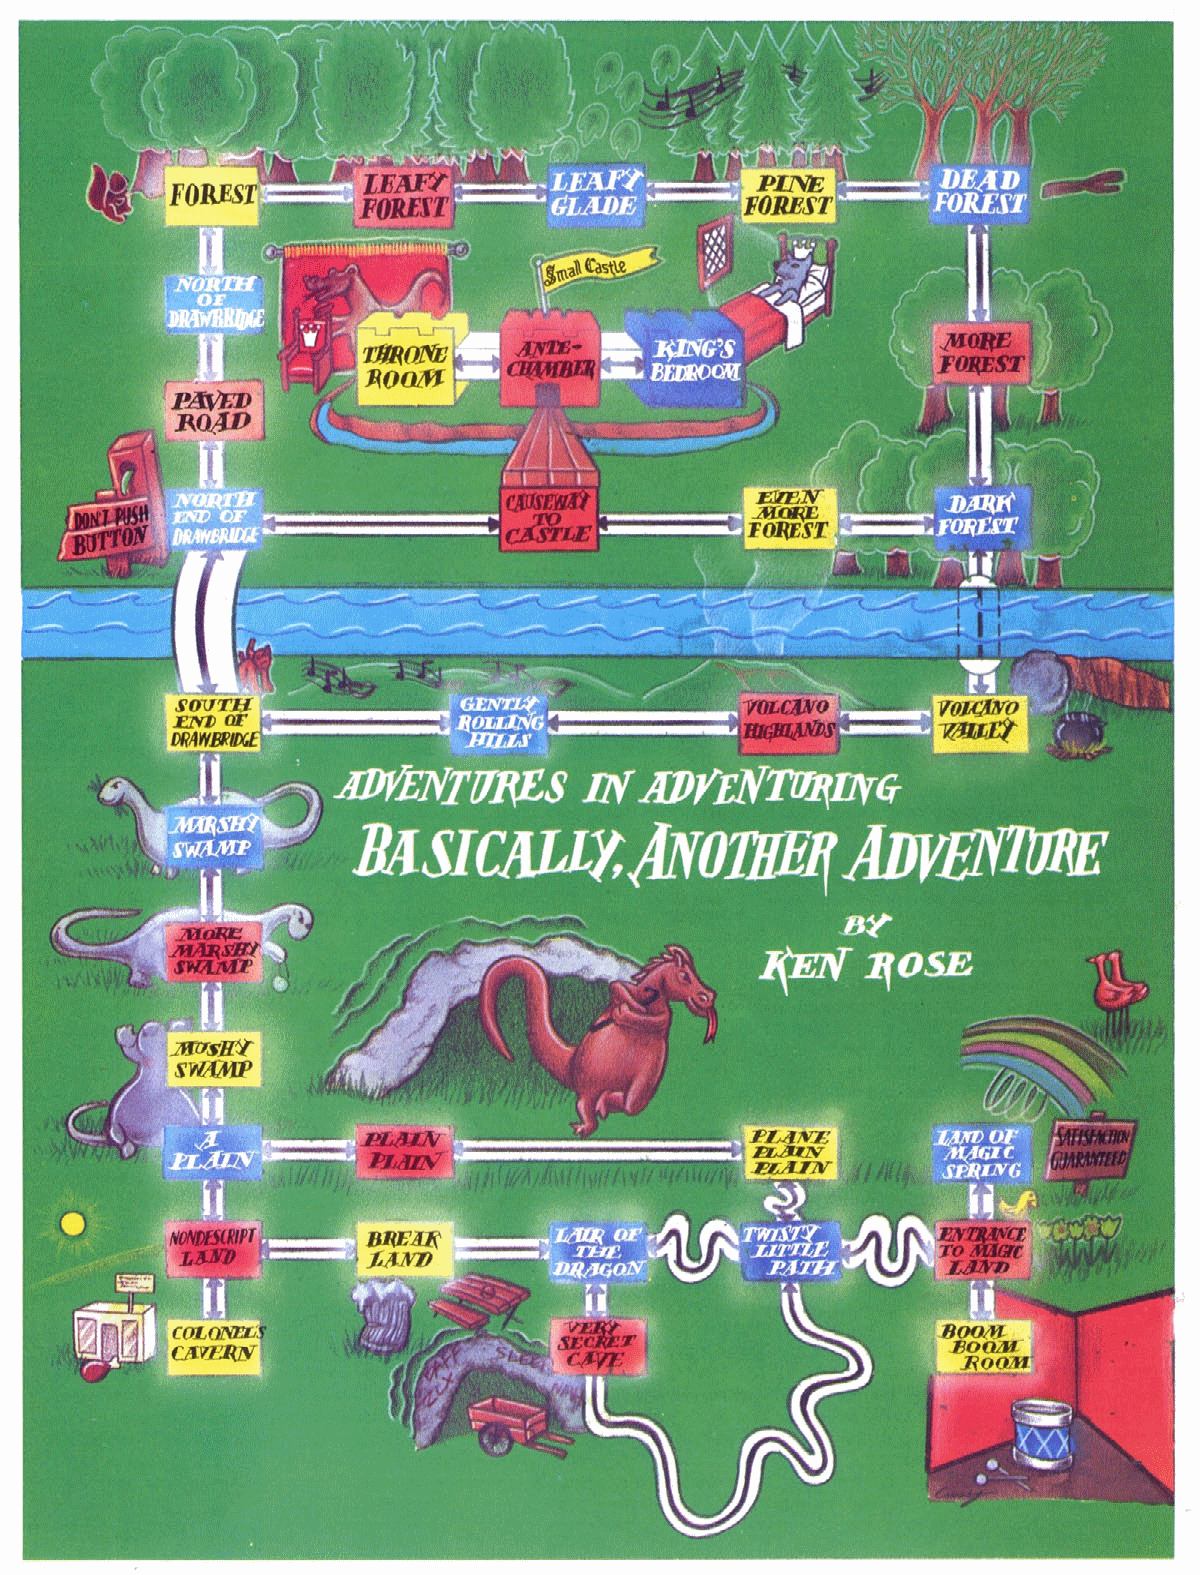 FOREST
LEAFY
FOREST
LEAFY
GLADE
PINE
FOREST
DEAD
FOREST
NORTH
OF
DRAWBRIDGE
Small Castle
THRONE
ROOM
ANTE-
CHAMBER
KING'S
BEDROOM
MORE
FOREST
PAVED
ROAD
DON'T PUSH
BUTTON
NORTH
END OF
DRAWBRIDGE
CAUSEWAY
TO
CASTLE
EVEN
MORE
FOREST
DARK
FOREST
SOUTH
END OF
DRAWBRIDGE
GENTLY
ROLLING
HILLS
VOLCANO
HIGHLANDS
VOLCANO
VALLEY
ADVENTURES IN ADVENTURING
BASICALLY, ANOTHER ADVENTURE
BY
KEN ROSE
MARSHY
SWAMP
MORE
MARSHY
SWAMP
MUSHY
SWAMP
A
PLAIN
PLAIN
PLAIN
PLANE
PLAIN
PLAIN
LAND OF
MAGIC
SPRING
SATISFACTION
GUARANTEED
NONDESCRIPT
LAND
BREAK
LAND
LAIR OF
THE
DRAGON
TWISTY
LITTLE
PATH
ENTRANCE
TO MAGIC
LAND
COLONEL'S
CAVERN
VERY
SECRET
CAVE
BOOM
BOOM
ROOM